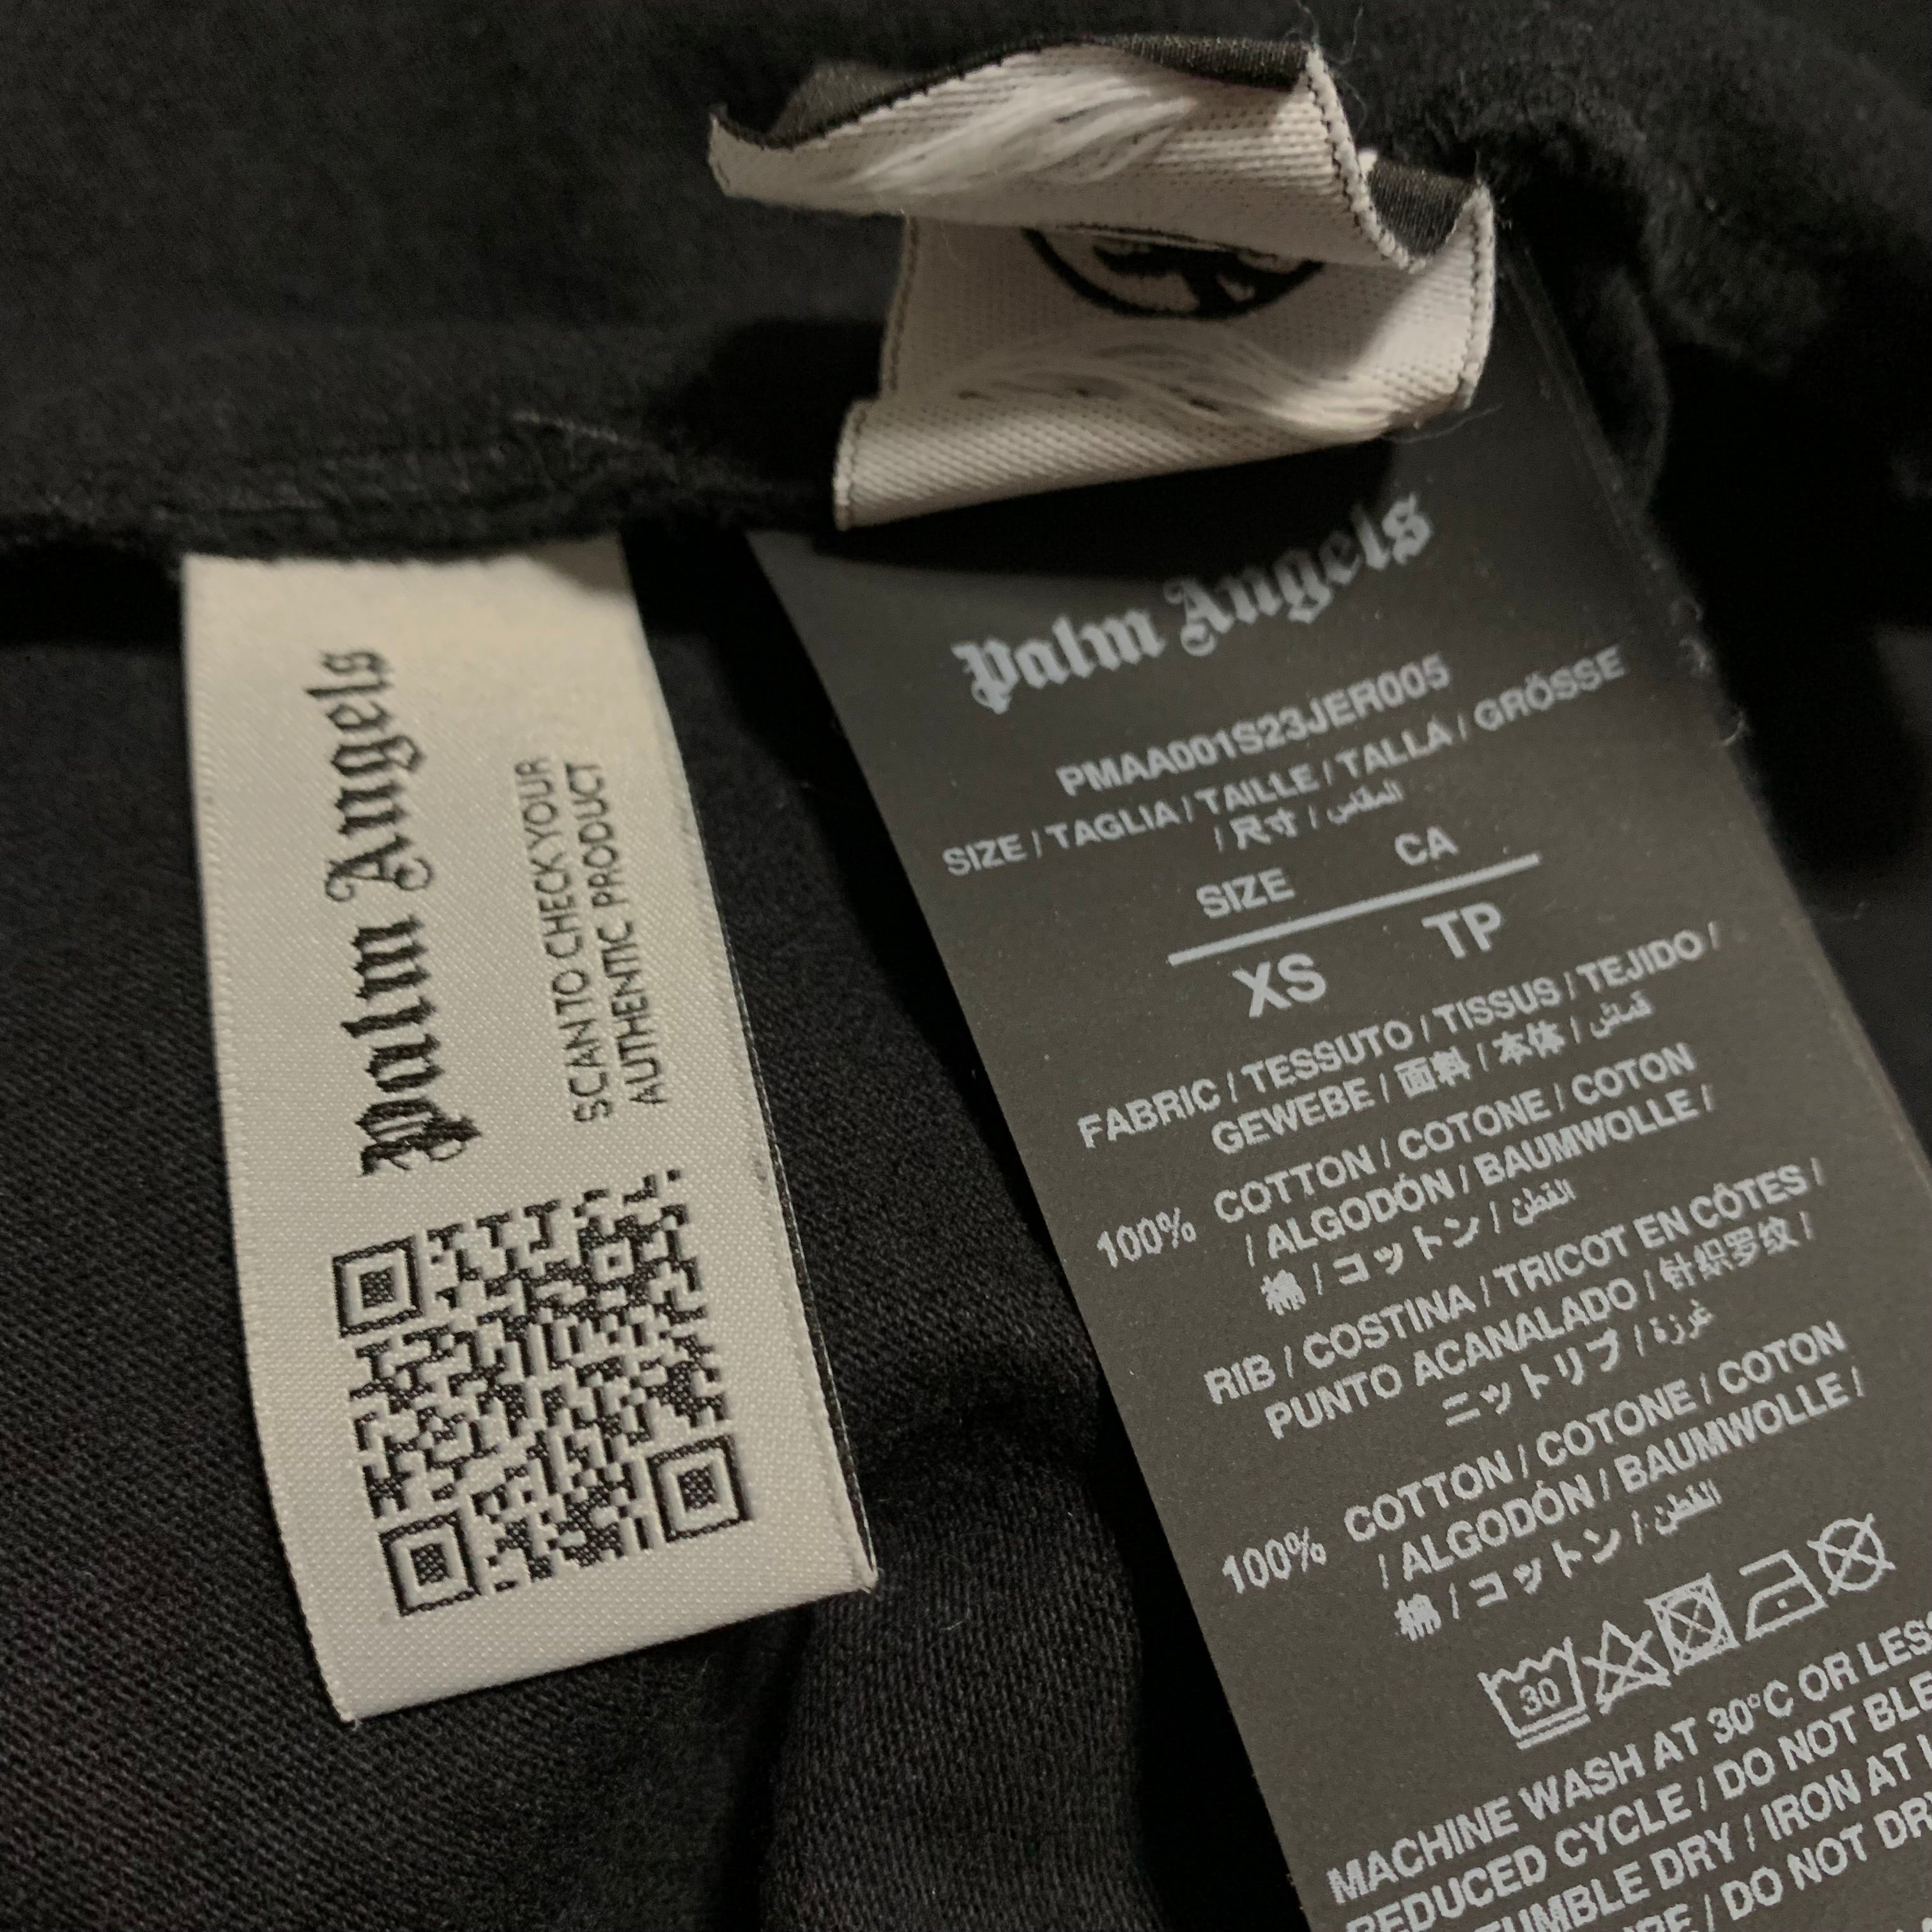 Palm Angels
SCAN TO CHECK YOUR
AUTHENTIC PRODUCT
Palm Angels
PMAA001S23JER005
SIZE / TAGLIA / TAILLE / TALLA / GRÖSSE
/ 尺寸 / المقاس
SIZE CA
XS TP
FABRIC / TESSUTO / TISSUS / TEJIDO /
GEWEBE / 面料 / 本体 / قماش
100% COTTON / COTONE / COTON
/ ALGODÓN / BAUMWOLLE /
棉 / コットン / القطن
RIB / COSTINA / TRICOT EN CÔTES /
PUNTO ACANALADO / 针织罗纹 /
ニットリブ / غرزة
100% COTTON / COTONE / COTON
/ ALGODÓN / BAUMWOLLE /
棉 / コットン / القطن
30
MACHINE WASH AT 30°C OR LESS
REDUCED CYCLE / DO NOT BLE
TUMBLE DRY / IRON AT
/ DO NOT DR